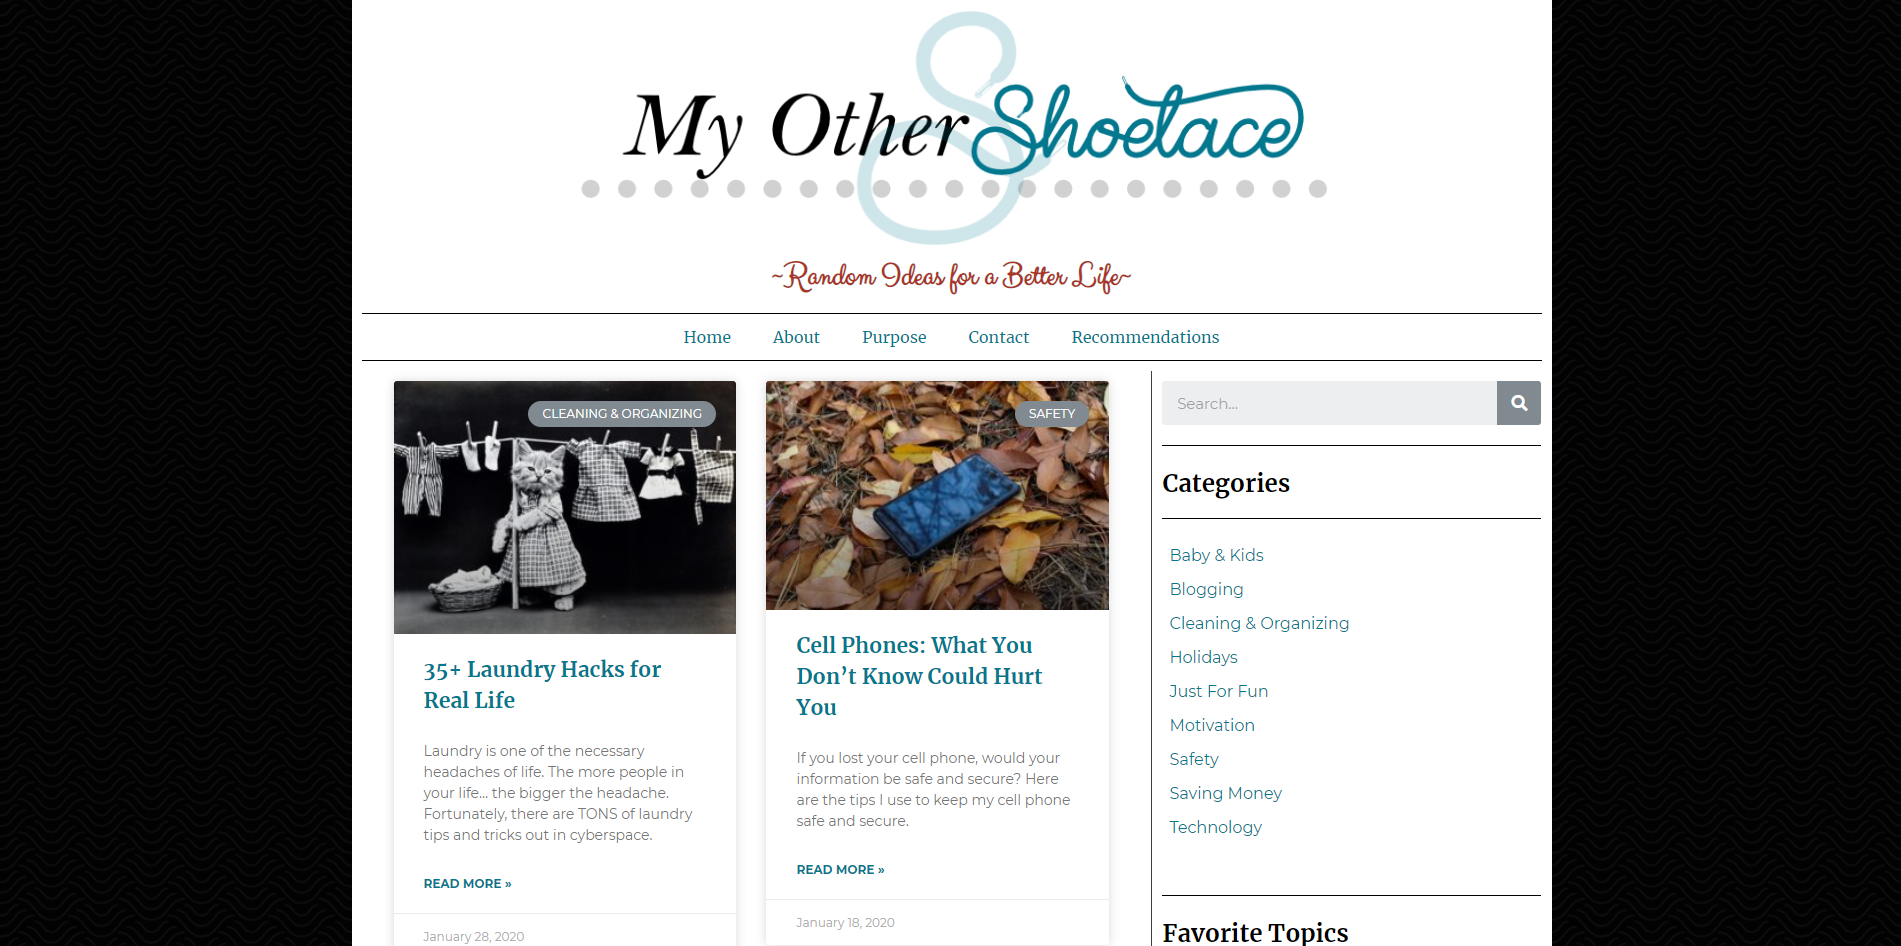 My Other Shoelace
~Random Ideas for a Better Life~
Home About Purpose Contact Recommendations
CLEANING & ORGANIZING
35+ Laundry Hacks for
Real Life
Laundry is one of the necessary
headaches of life. The more people in
your life... the bigger the headache.
Fortunately, there are TONS of laundry
tips and tricks out in cyberspace.
READ MORE »
January 28, 2020
SAFETY
Cell Phones: What You
Don’t Know Could Hurt
You
If you lost your cell phone, would your
information be safe and secure? Here
are the tips I use to keep my cell phone
safe and secure.
READ MORE »
January 18, 2020
Search...
Categories
Baby & Kids
Blogging
Cleaning & Organizing
Holidays
Just For Fun
Motivation
Safety
Saving Money
Technology
Favorite Topics